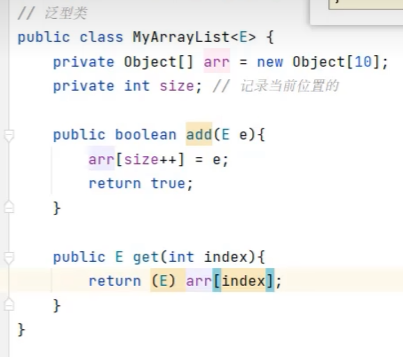 // 泛型类
public class MyArrayList<E> {
    private Object[] arr = new Object[10];
    private int size; // 记录当前位置的

    public boolean add(E e){
        arr[size++] = e;
        return true;
    }

    public E get(int index){
        return (E) arr[index];
    }
}